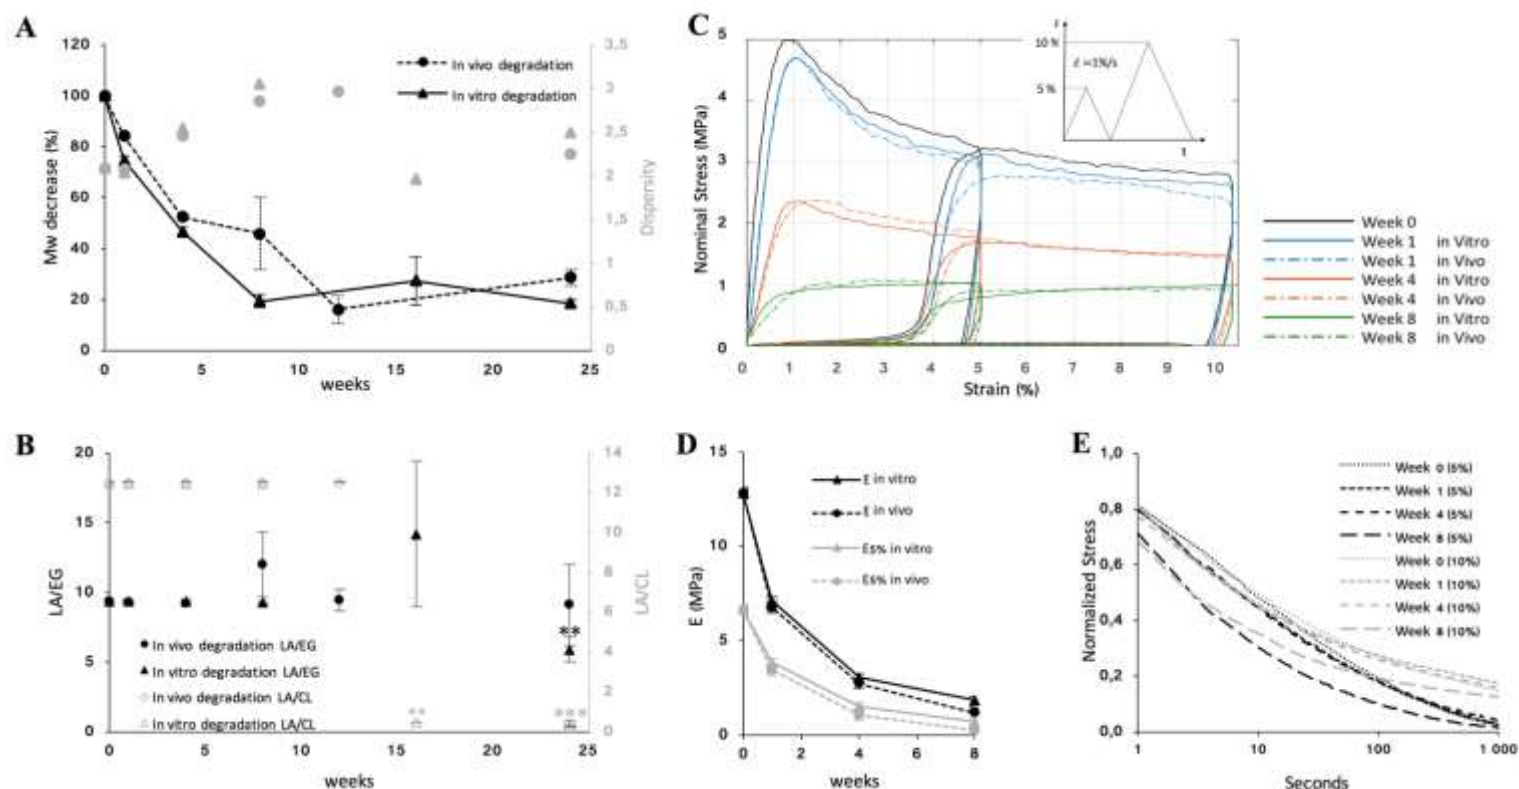 A
120
100
80
60
40
20
0
Mw decrease (%)
0
5
10
15
20
25
weeks
3,5
3
2,5
2
1,5
1
0,5
0
Dispersity
In vivo degradation
In vitro degradation
C
5
4
3
2
1
0
Nominal Stress (MPa)
0
1
2
3
4
5
6
7
8
9
10
Strain (%)
10 %
5 %
ε̇ =1%/s
ε
t
Week 0
Week 1 in Vitro
Week 1 in Vivo
Week 4 in Vitro
Week 4 in Vivo
Week 8 in Vitro
Week 8 in Vivo
B
20
15
10
5
0
LA/EG
0
5
10
15
20
25
weeks
14
12
10
8
6
4
2
0
LA/CL
In vivo degradation LA/EG
In vitro degradation LA/EG
In vivo degradation LA/CL
In vitro degradation LA/CL
**
**
***
D
15
10
5
0
E (MPa)
0
2
4
6
8
weeks
E in vitro
E in vivo
E5% in vitro
E5% in vivo
E
1,0
0,8
0,6
0,4
0,2
0,0
Normalized Stress
1
10
100
1 000
Seconds
Week 0 (5%)
Week 1 (5%)
Week 4 (5%)
Week 8 (5%)
Week 0 (10%)
Week 1 (10%)
Week 4 (10%)
Week 8 (10%)